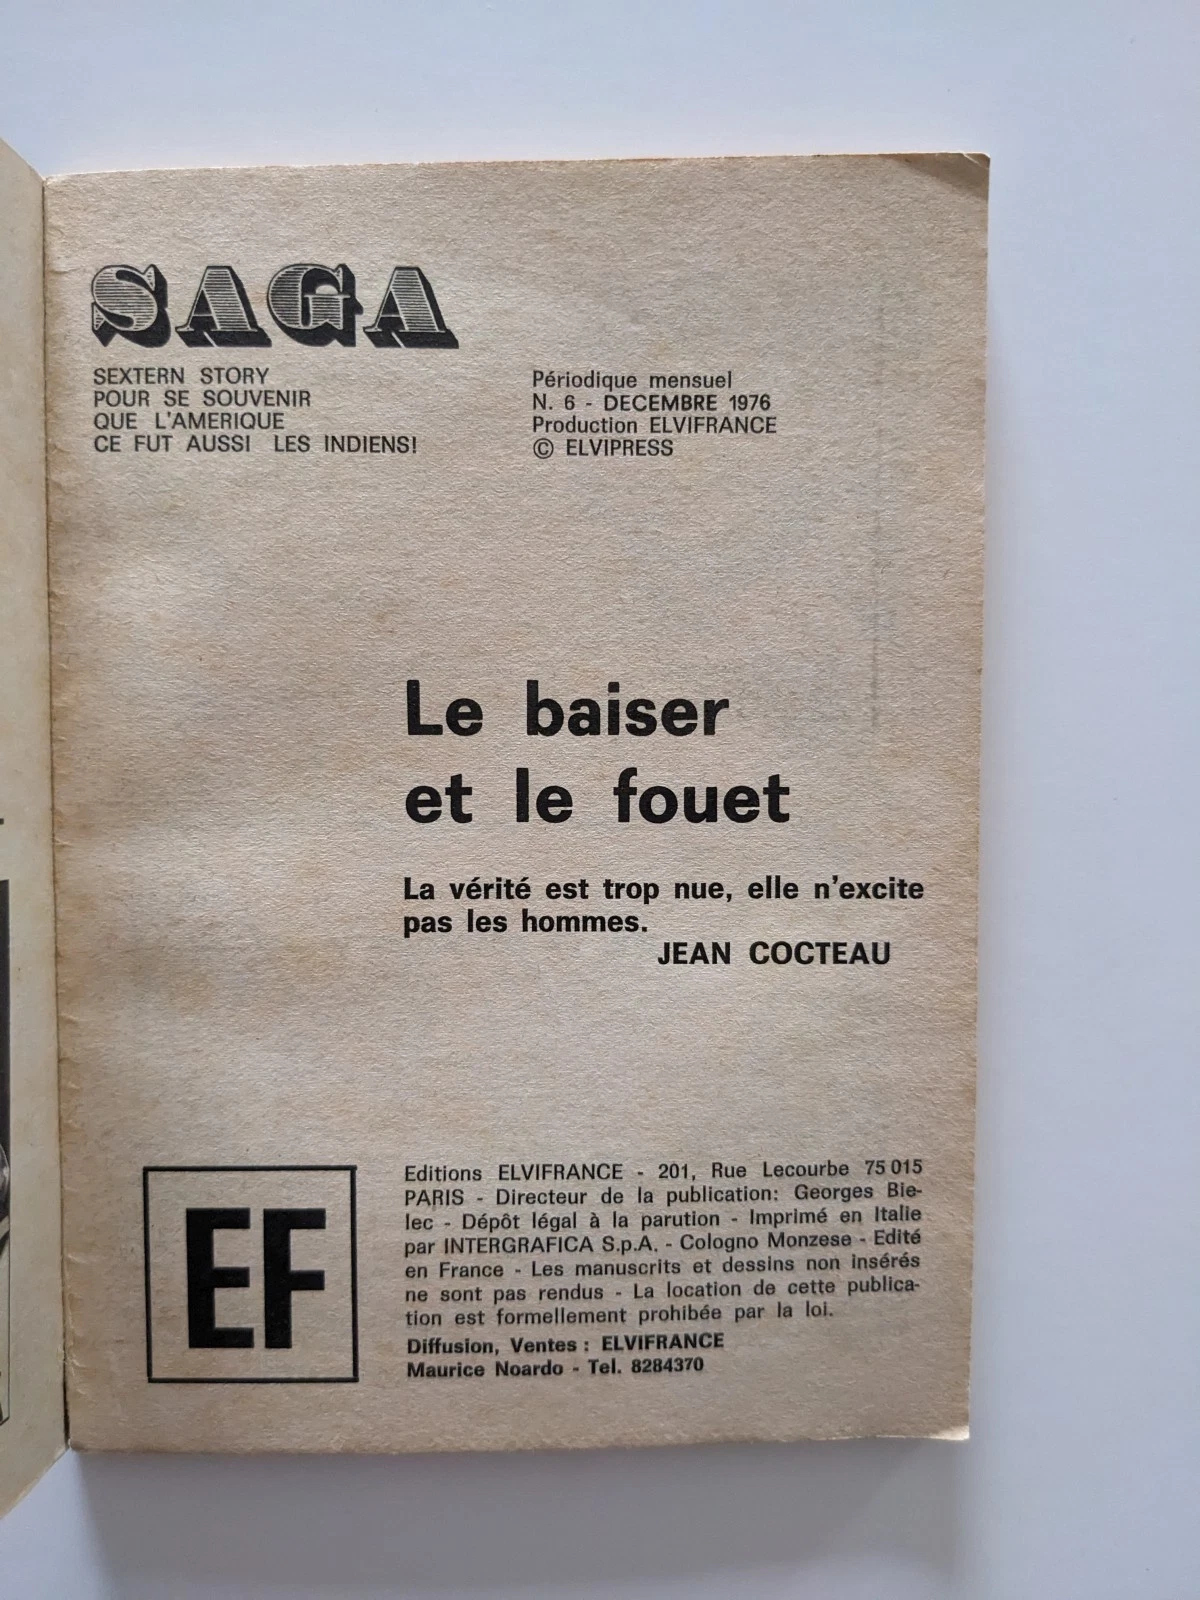 SAGA
SEXTERN STORY
POUR SE SOUVENIR
QUE L'AMERIQUE
CE FUT AUSSI LES INDIENS!
Périodique mensuel
N. 6 - DECEMBRE 1976
Production ELVIFRANCE
© ELVIPRESS
Le baiser
et le fouet
La vérité est trop nue, elle n'excite
pas les hommes.
JEAN COCTEAU
EF
Editions ELVIFRANCE - 201, Rue Lecourbe 75 015
PARIS - Directeur de la publication: Georges Bie-
lec - Dépôt légal à la parution - Imprimé en Italie
par INTERGRAFICA S.p.A. - Cologno Monzese - Edité
en France - Les manuscrits et dessins non insérés
ne sont pas rendus - La location de cette publica-
tion est formellement prohibée par la loi.
Diffusion, Ventes : ELVIFRANCE
Maurice Noardo - Tel. 8284370